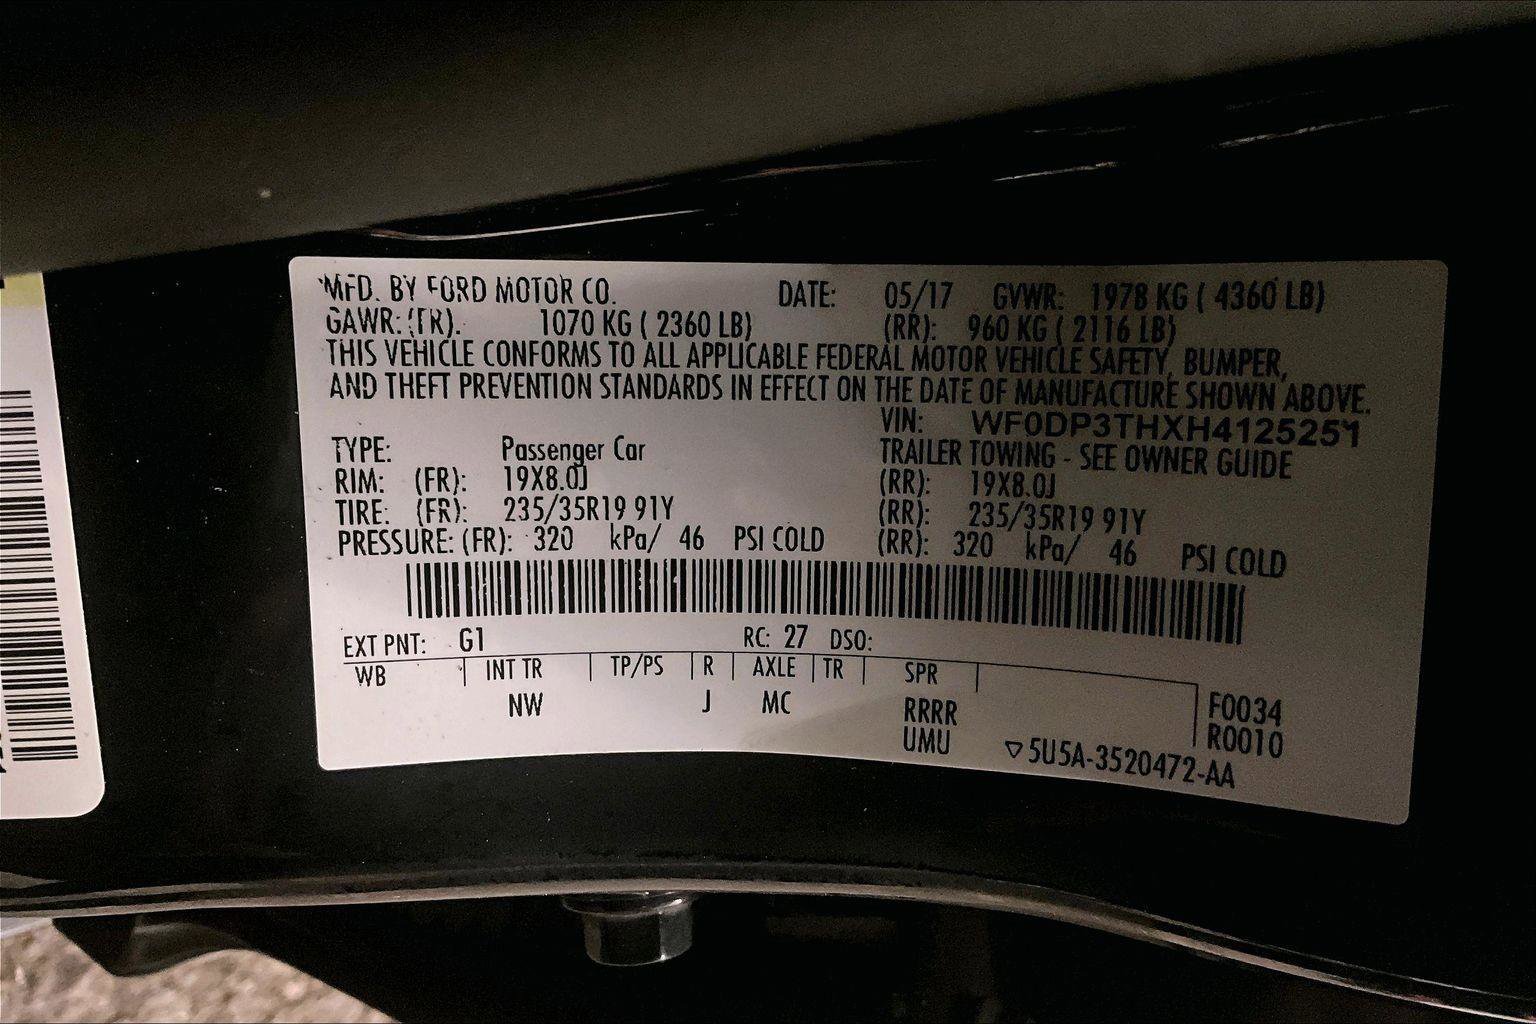 MFD. BY FORD MOTOR CO. DATE: 05/17 GVWR: 1978 KG ( 4360 LB)
GAWR: (FR). 1070 KG ( 2360 LB) (RR): 960 KG ( 2116 LB)
THIS VEHICLE CONFORMS TO ALL APPLICABLE FEDERAL MOTOR VEHICLE SAFETY, BUMPER,
AND THEFT PREVENTION STANDARDS IN EFFECT ON THE DATE OF MANUFACTURE SHOWN ABOVE.
VIN: WF0DP3THXH4125251
TYPE: Passenger Car TRAILER TOWING - SEE OWNER GUIDE
RIM: (FR): 19X8.0J (RR): 19X8.0J
TIRE: (FR): 235/35R19 91Y (RR): 235/35R19 91Y
PRESSURE: (FR): 320 kPa/ 46 PSI COLD (RR): 320 kPa/ 46 PSI COLD
EXT PNT: G1 RC: 27 DSO:
WB INT TR TP/PS R AXLE TR SPR
NW J MC RRRR F0034
UMU R0010
▽5U5A-3520472-AA